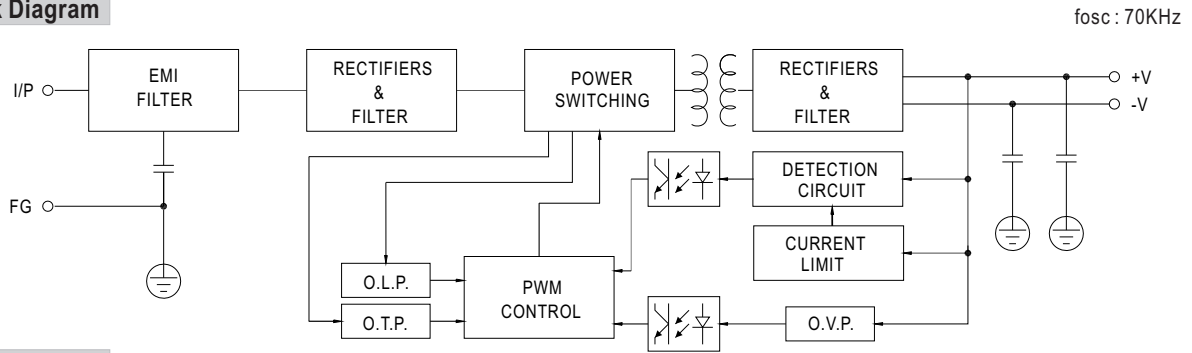 Diagram
fosc : 70KHz
I/P
EMI
FILTER
RECTIFIERS
&
FILTER
POWER
SWITCHING
RECTIFIERS
&
FILTER
+V
-V
DETECTION
CIRCUIT
FG
CURRENT
LIMIT
O.L.P.
PWM
CONTROL
O.T.P.
O.V.P.